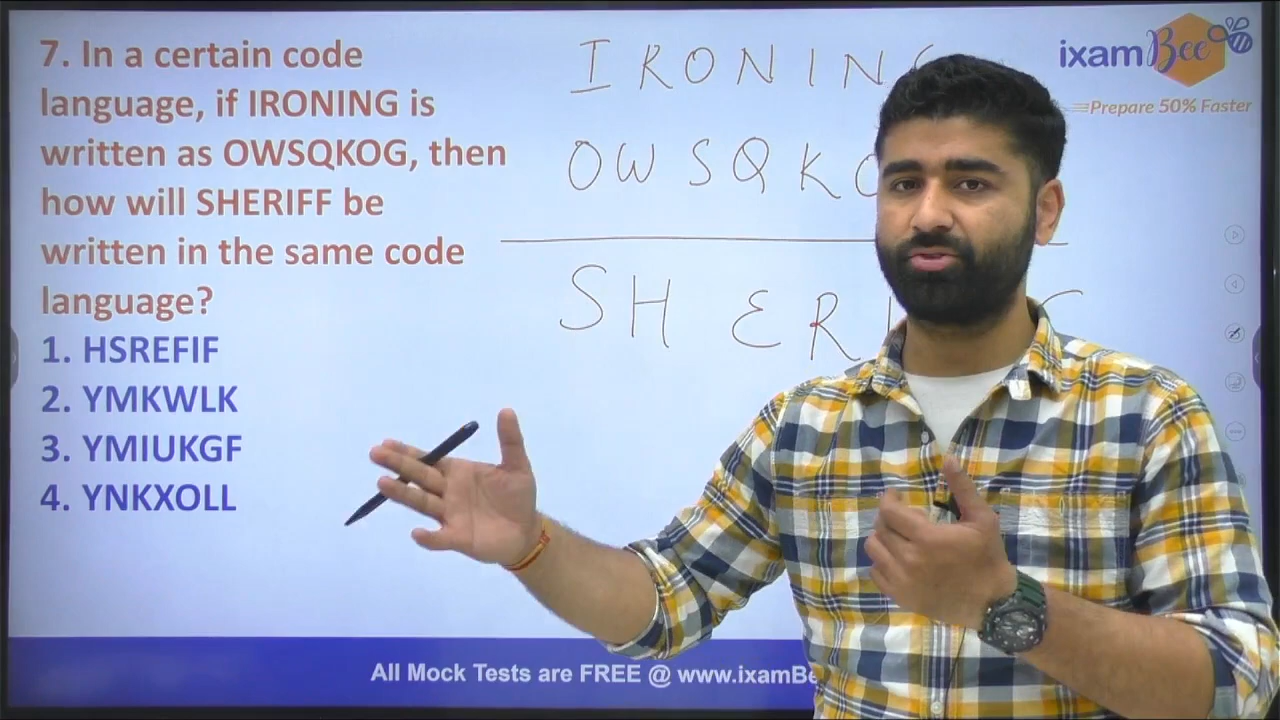 7. In a certain code
language, if IRONING is
written as OWSQKOG, then
how will SHERIFF be
written in the same code
language?
1. HSREFIF
2. YMKWLK
3. YMIUKGF
4. YNKXOLL
IRONING
OWSQKO
SHERI
ixamBee
Prepare 50% Faster
All Mock Tests are FREE @ www.ixamBe